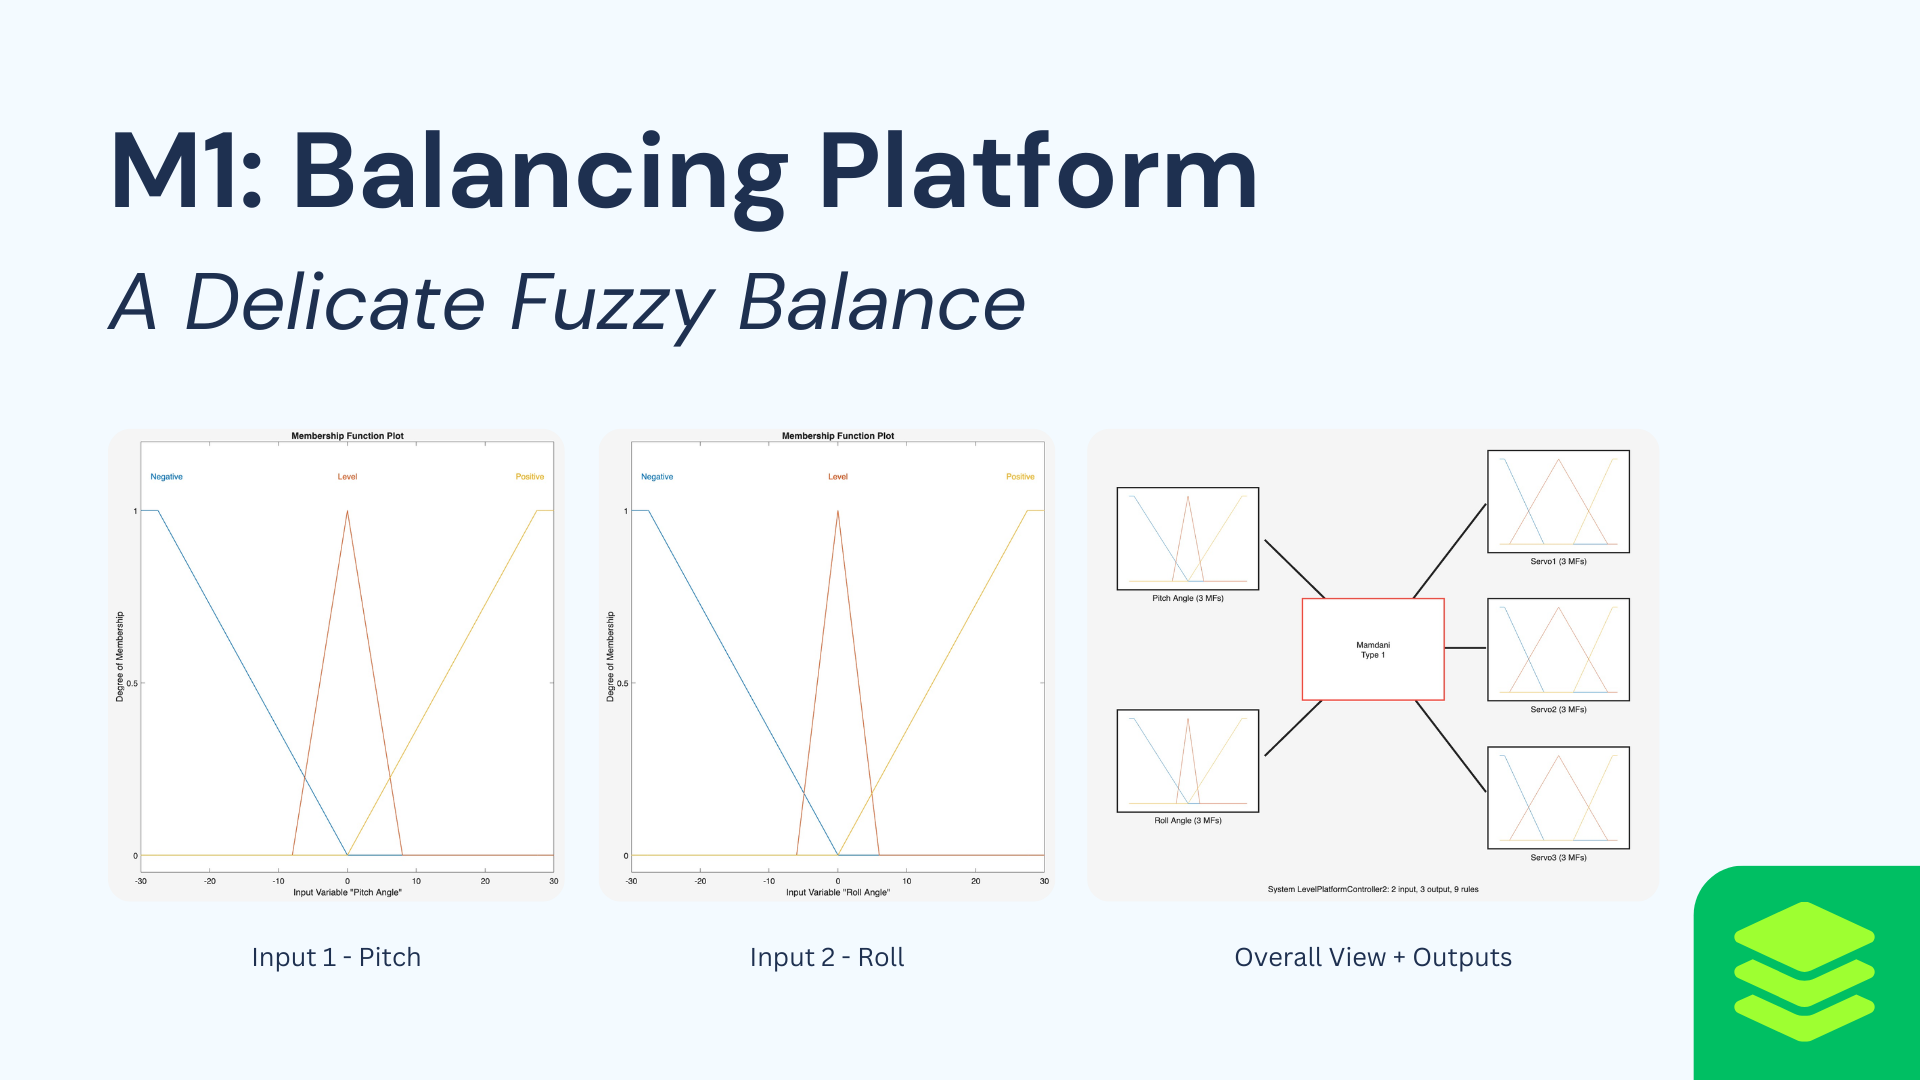 M1: Balancing Platform
A Delicate Fuzzy Balance
Membership Function Plot
Negative
Level
Positive
1
0.5
0
Degree of Membership
-30
-20
-10
0
10
20
30
Input Variable "Pitch Angle"
Input 1 - Pitch
Membership Function Plot
Negative
Level
Positive
1
0.5
0
Degree of Membership
-30
-20
-10
0
10
20
30
Input Variable "Roll Angle"
Input 2 - Roll
Pitch Angle (3 MFs)
Roll Angle (3 MFs)
Mamdani
Type 1
Servo1 (3 MFs)
Servo2 (3 MFs)
Servo3 (3 MFs)
System LevelPlatformController2: 2 input, 3 output, 9 rules
Overall View + Outputs